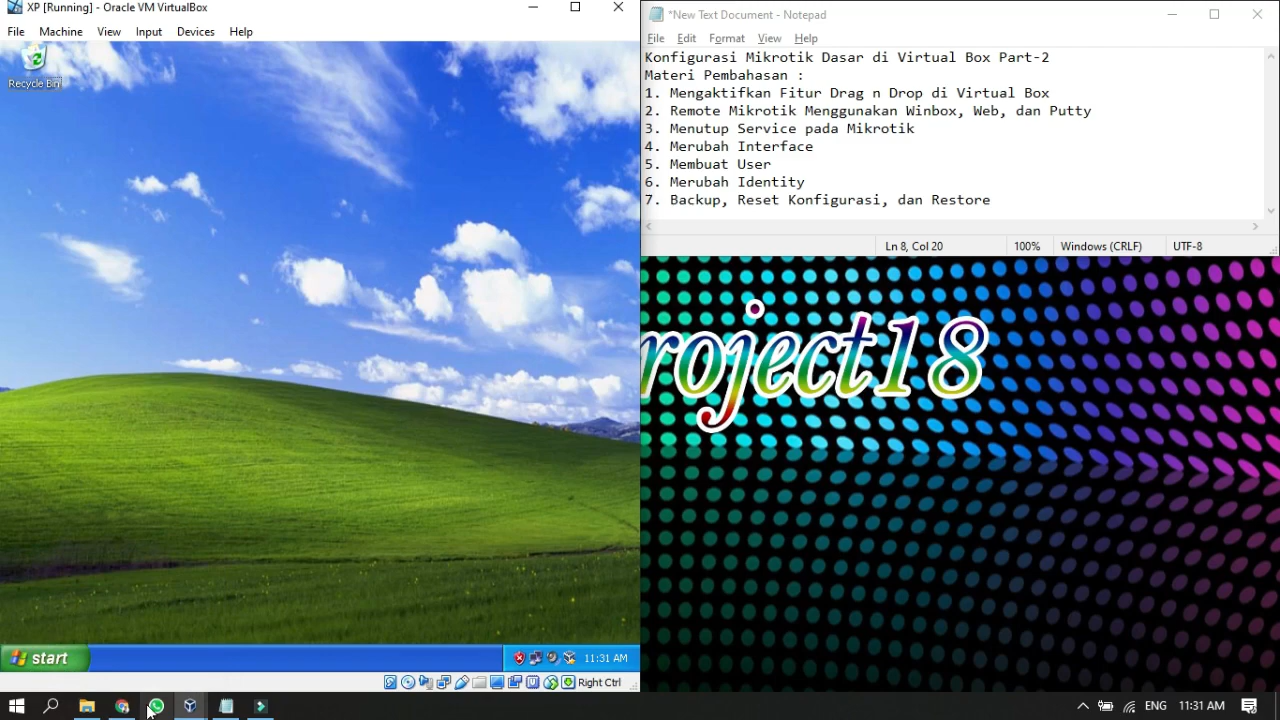 XP [Running] - Oracle VM VirtualBox
File Machine View Input Devices Help
Recycle Bin
start
11:31 AM
Right Ctrl
*New Text Document - Notepad
File Edit Format View Help
Konfigurasi Mikrotik Dasar di Virtual Box Part-2
Materi Pembahasan :
1. Mengaktifkan Fitur Drag n Drop di Virtual Box
2. Remote Mikrotik Menggunakan Winbox, Web, dan Putty
3. Menutup Service pada Mikrotik
4. Merubah Interface
5. Membuat User
6. Merubah Identity
7. Backup, Reset Konfigurasi, dan Restore
Ln 8, Col 20 100% Windows (CRLF) UTF-8
roject18
ENG 11:31 AM